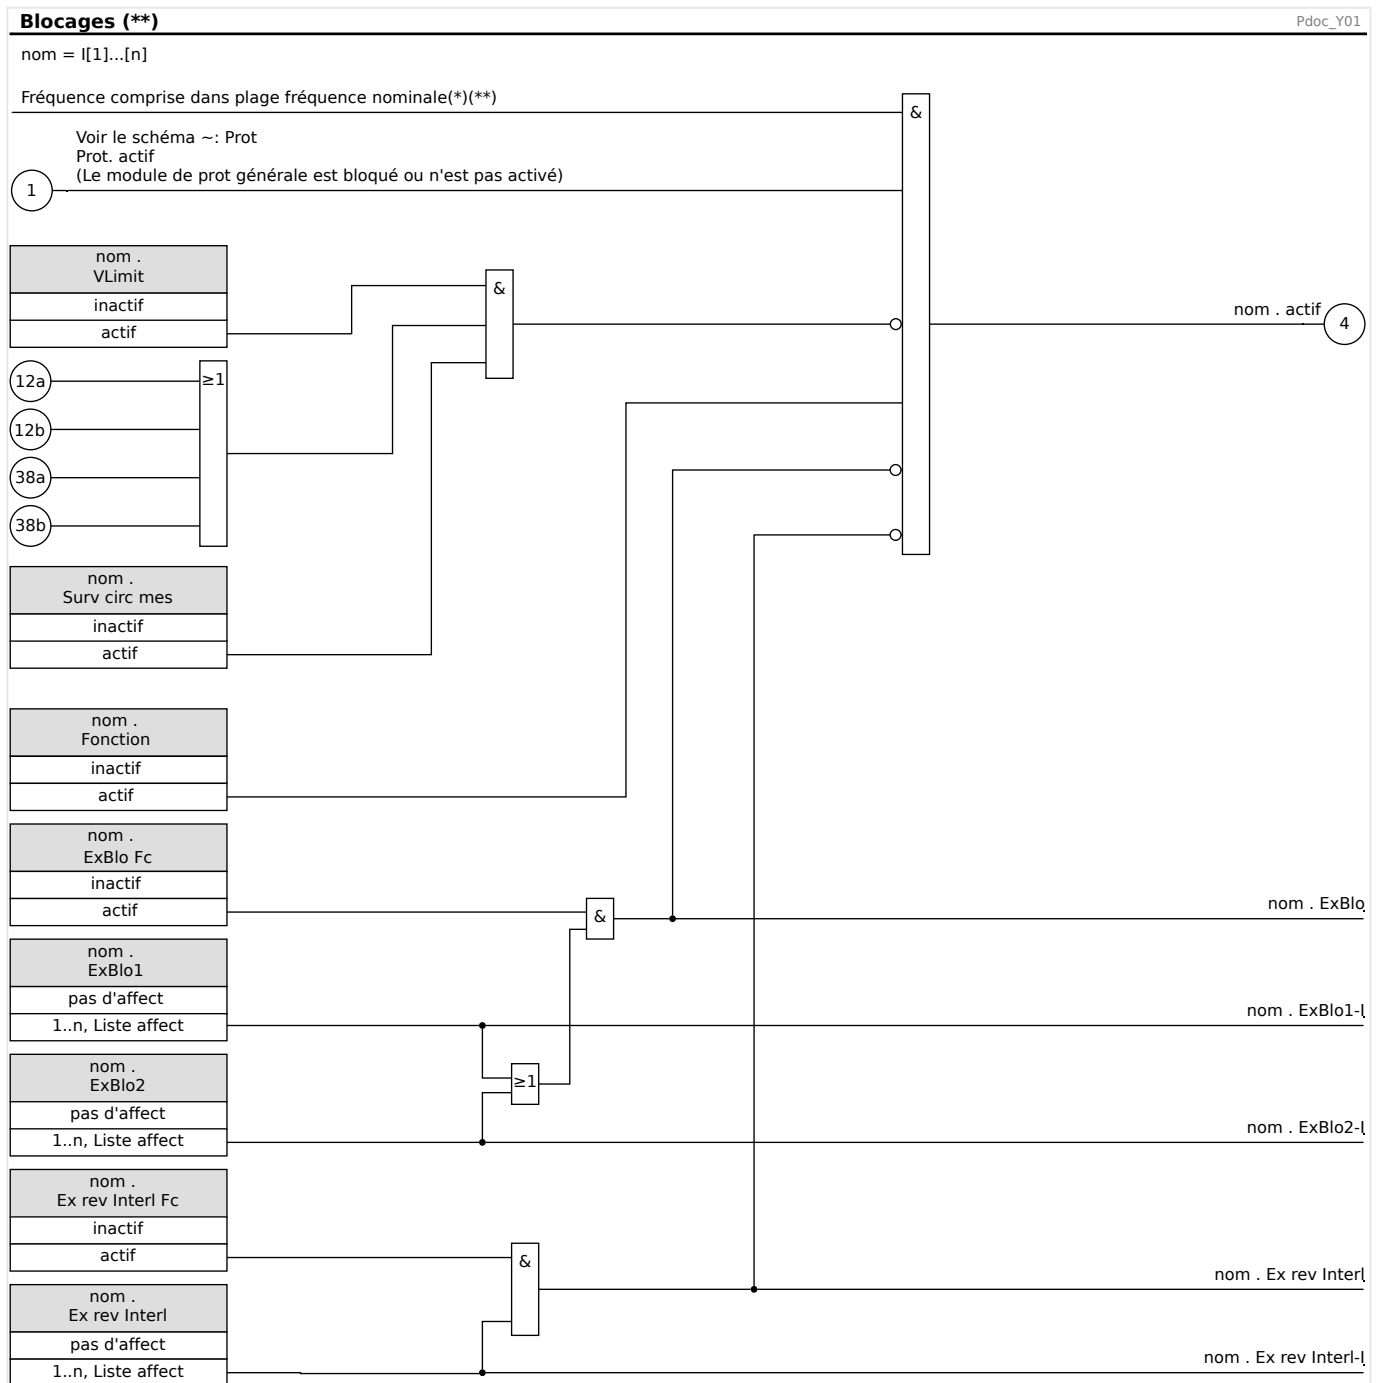 Blocages (**)
Pdoc_Y01
nom = I[1]...[n]
Fréquence comprise dans plage fréquence nominale(*)(**)
&
Voir le schéma ~: Prot
Prot. actif
(Le module de prot générale est bloqué ou n'est pas activé)
1
nom .
VLimit
inactif
actif
&
nom . actif
4
12a
≥1
12b
38a
38b
nom .
Surv circ mes
inactif
actif
nom .
Fonction
inactif
actif
nom .
ExBlo Fc
inactif
actif
&
nom . ExBlo
nom .
ExBlo1
pas d'affect
1..n, Liste affect
nom . ExBlo1-I
nom .
ExBlo2
≥1
pas d'affect
1..n, Liste affect
nom . ExBlo2-I
nom .
Ex rev Interl Fc
inactif
actif
&
nom . Ex rev Interl
nom .
Ex rev Interl
pas d'affect
1..n, Liste affect
nom . Ex rev Interl-I